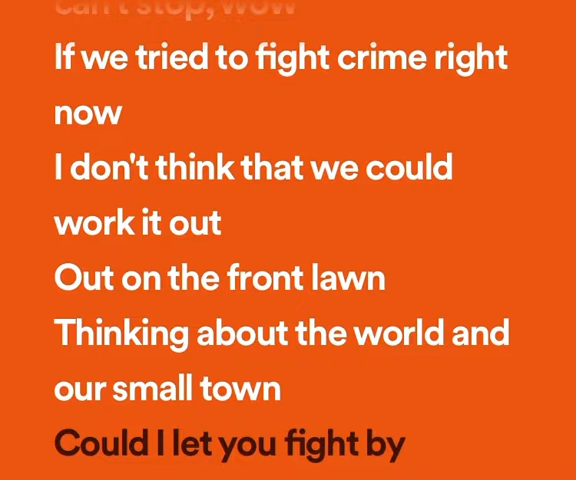 can't stop, wow
If we tried to fight crime right
now
I don't think that we could
work it out
Out on the front lawn
Thinking about the world and
our small town
Could I let you fight by